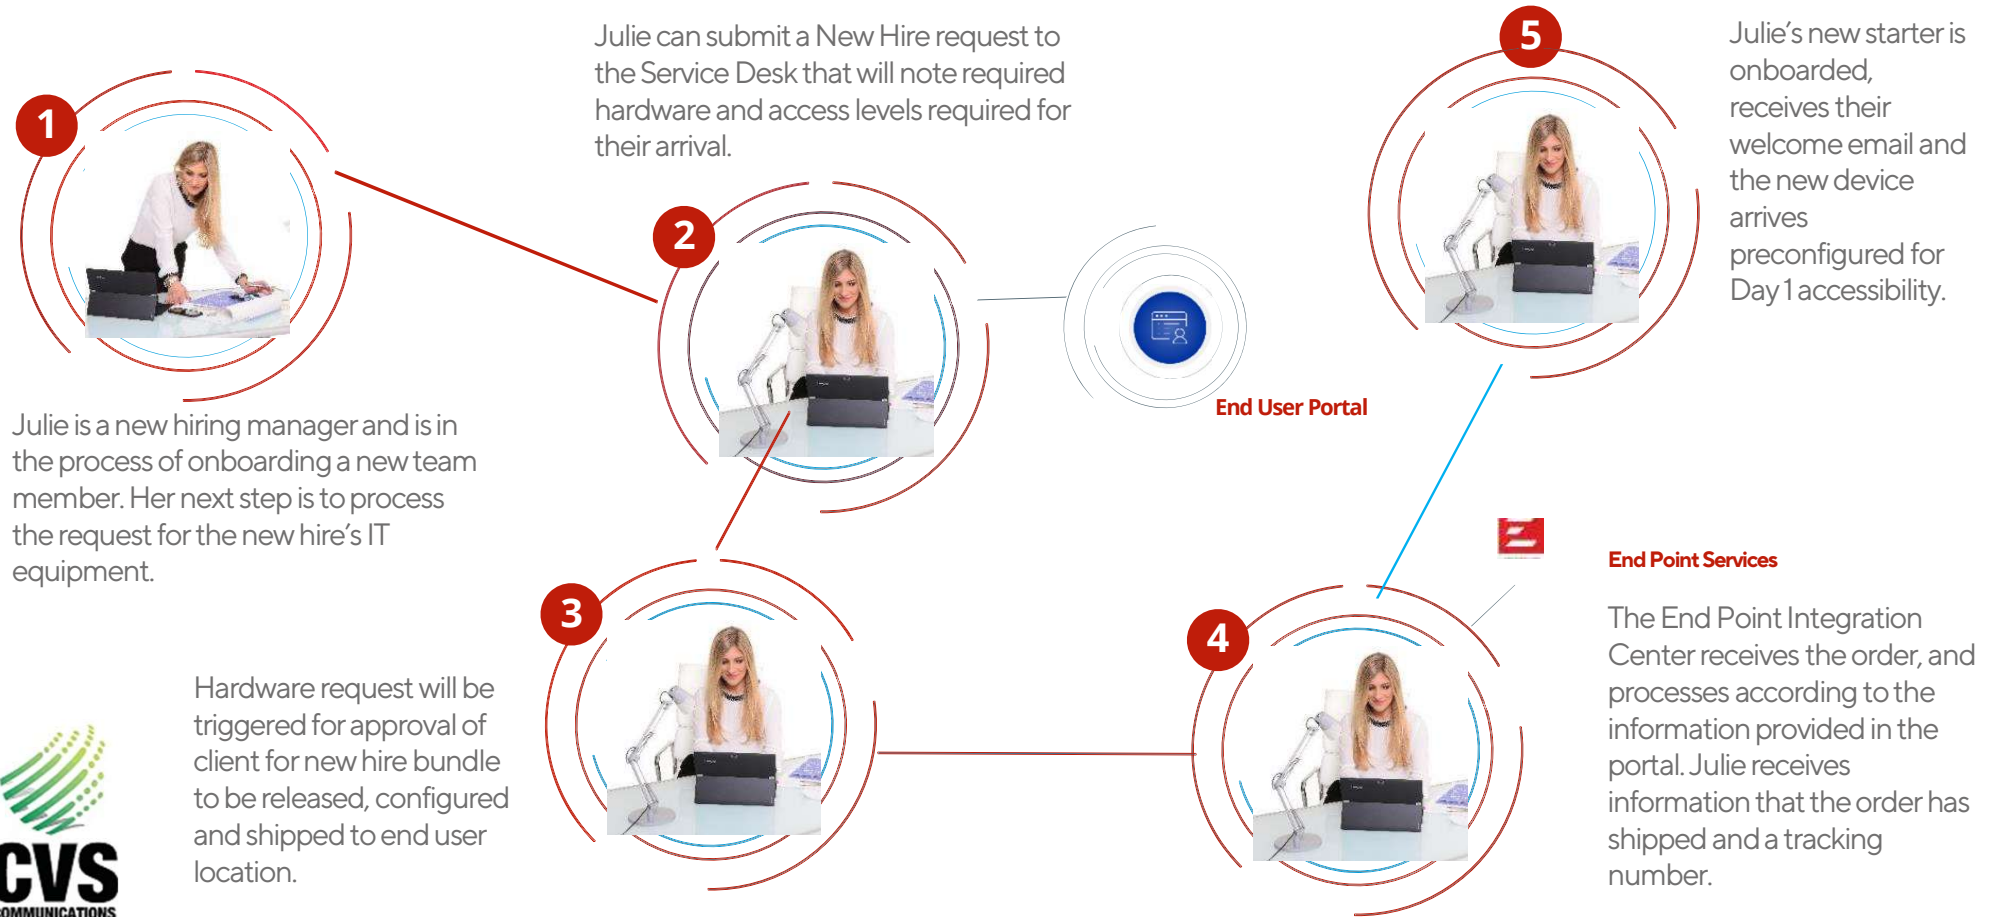 1
Julie is a new hiring manager and is in
the process of onboarding a new team
member. Her next step is to process
the request for the new hire's IT
equipment.
Julie can submit a New Hire request to
the Service Desk that will note required
hardware and access levels required for
their arrival.
2
End User Portal
3
Hardware request will be
triggered for approval of
client for new hire bundle
to be released, configured
and shipped to end user
location.
4
End Point Services
The End Point Integration
Center receives the order, and
processes according to the
information provided in the
portal. Julie receives
information that the order has
shipped and a tracking
number.
5
Julie's new starter is
onboarded,
receives their
welcome email and
the new device
arrives
preconfigured for
Day 1 accessibility.
CVS
COMMUNICATIONS